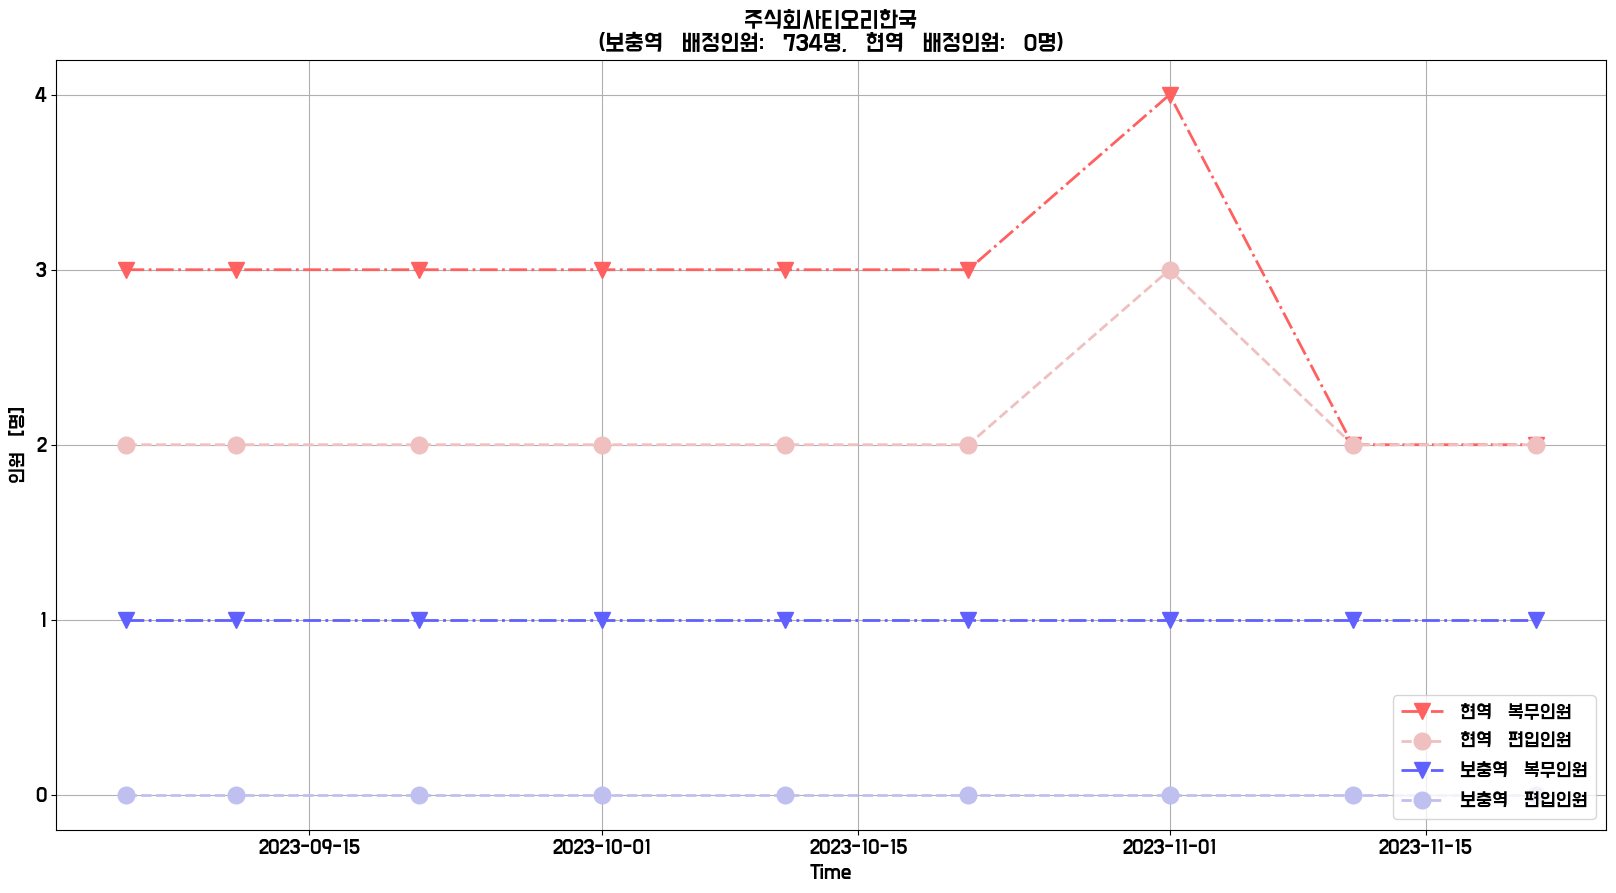 주식회사티오리한국
(보충역 배정인원: 734명, 현역 배정인원: 0명)
4
3
2
1
0
인원 [명]
2023-09-15
2023-10-01
2023-10-15
2023-11-01
2023-11-15
Time
현역 복무인원
현역 편입인원
보충역 복무인원
보충역 편입인원